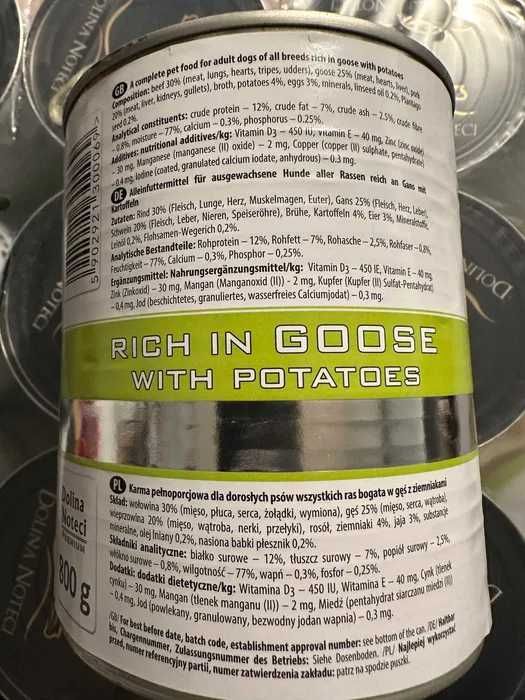 GB A complete pet food for adult dogs of all breeds rich in goose with potatoes
Composition: beef 30% (meat, lungs, hearts, tripes, udders), goose 25% (meat, hearts, liver), pork
20% (meat, liver, kidneys, gullets), broth, potatoes 4%, eggs 3%, minerals, linseed oil 0.2%, Plantago
seed 0.2%.
Analytical constituents: crude protein – 12%, crude fat – 7%, crude ash – 2.5%, crude fibre
– 0.8%, moisture – 77%, calcium – 0.3%, phosphorus – 0.25%.
Additives: nutritional additives/kg: Vitamin D3 – 450 IU, Vitamin E – 40 mg, Zinc (zinc oxide)
– 30 mg, Manganese (manganese (II) oxide) – 2 mg, Copper (copper (II) sulphate, pentahydrate)
– 0.4 mg, Iodine (coated, granulated calcium iodate, anhydrous) – 0.3 mg.
DE Alleinfuttermittel für ausgewachsene Hunde aller Rassen reich an Gans mit
Kartoffeln
Zutaten: Rind 30% (Fleisch, Lunge, Herz, Muskelmagen, Euter), Gans 25% (Fleisch, Herz, Leber),
Schwein 20% (Fleisch, Leber, Nieren, Speiseröhre), Brühe, Kartoffeln 4%, Eier 3%, Mineralstoffe,
Leinöl 0,2%, Flohsamen-Wegerich 0,2%.
Analytische Bestandteile: Rohprotein – 12%, Rohfett – 7%, Rohasche – 2,5%, Rohfaser – 0,8%,
Feuchtigkeit – 77%, Calcium – 0,3%, Phosphor – 0,25%.
Ergänzungsmittel: Nahrungsergänzungsmittel/kg: Vitamin D3 – 450 IE, Vitamin E – 40 mg,
Zink (Zinkoxid) – 30 mg, Mangan (Manganoxid (II)) - 2 mg, Kupfer (Kupfer (II) Sulfat-Pentahydrat)
– 0,4 mg, Jod (beschichtetes, granuliertes, wasserfreies Calciumjodat) – 0,3 mg.
5 902921 300069 >
RICH IN GOOSE
WITH POTATOES
PL Karma pełnoporcjowa dla dorosłych psów wszystkich ras bogata w gęś z ziemniakami
Skład: wołowina 30% (mięso, płuca, serca, żołądki, wymiona), gęś 25% (mięso, serca, wątroba),
wieprzowina 20% (mięso, wątroba, nerki, przełyki), rosół, ziemniaki 4%, jaja 3%, substancje
mineralne, olej lniany 0,2%, nasiona babki płesznik 0,2%.
Składniki analityczne: białko surowe – 12%, tłuszcz surowy – 7%, popiół surowy – 2,5%,
włókno surowe – 0,8%, wilgotność – 77%, wapń – 0,3%, fosfor – 0,25%.
Dodatki: dodatki dietetyczne/kg: Witamina D3 – 450 IU, Witamina E – 40 mg, Cynk (tlenek
cynku) – 30 mg, Mangan (tlenek manganu (II)) – 2 mg, Miedź (pentahydrat siarczanu miedzi (II))
– 0,4 mg, Jod (powlekany, granulowany, bezwodny jodan wapnia) – 0,3 mg.
Dolina
Noteci
PREMIUM
800 g
/GB/ For best before date, batch code, establishment approval number: see bottom of the can. /DE/ Haltbar
bis, Chargennummer, Zulassungsnummer des Betriebs: Siehe Dosenboden. /PL/ Najlepiej wykorzystać
przed, numer referencyjny partii, numer zatwierdzenia zakładu: patrz na spodzie puszki.
DOLINA NOTECI
DOLINA NOTECI
DOLINA NOTECI